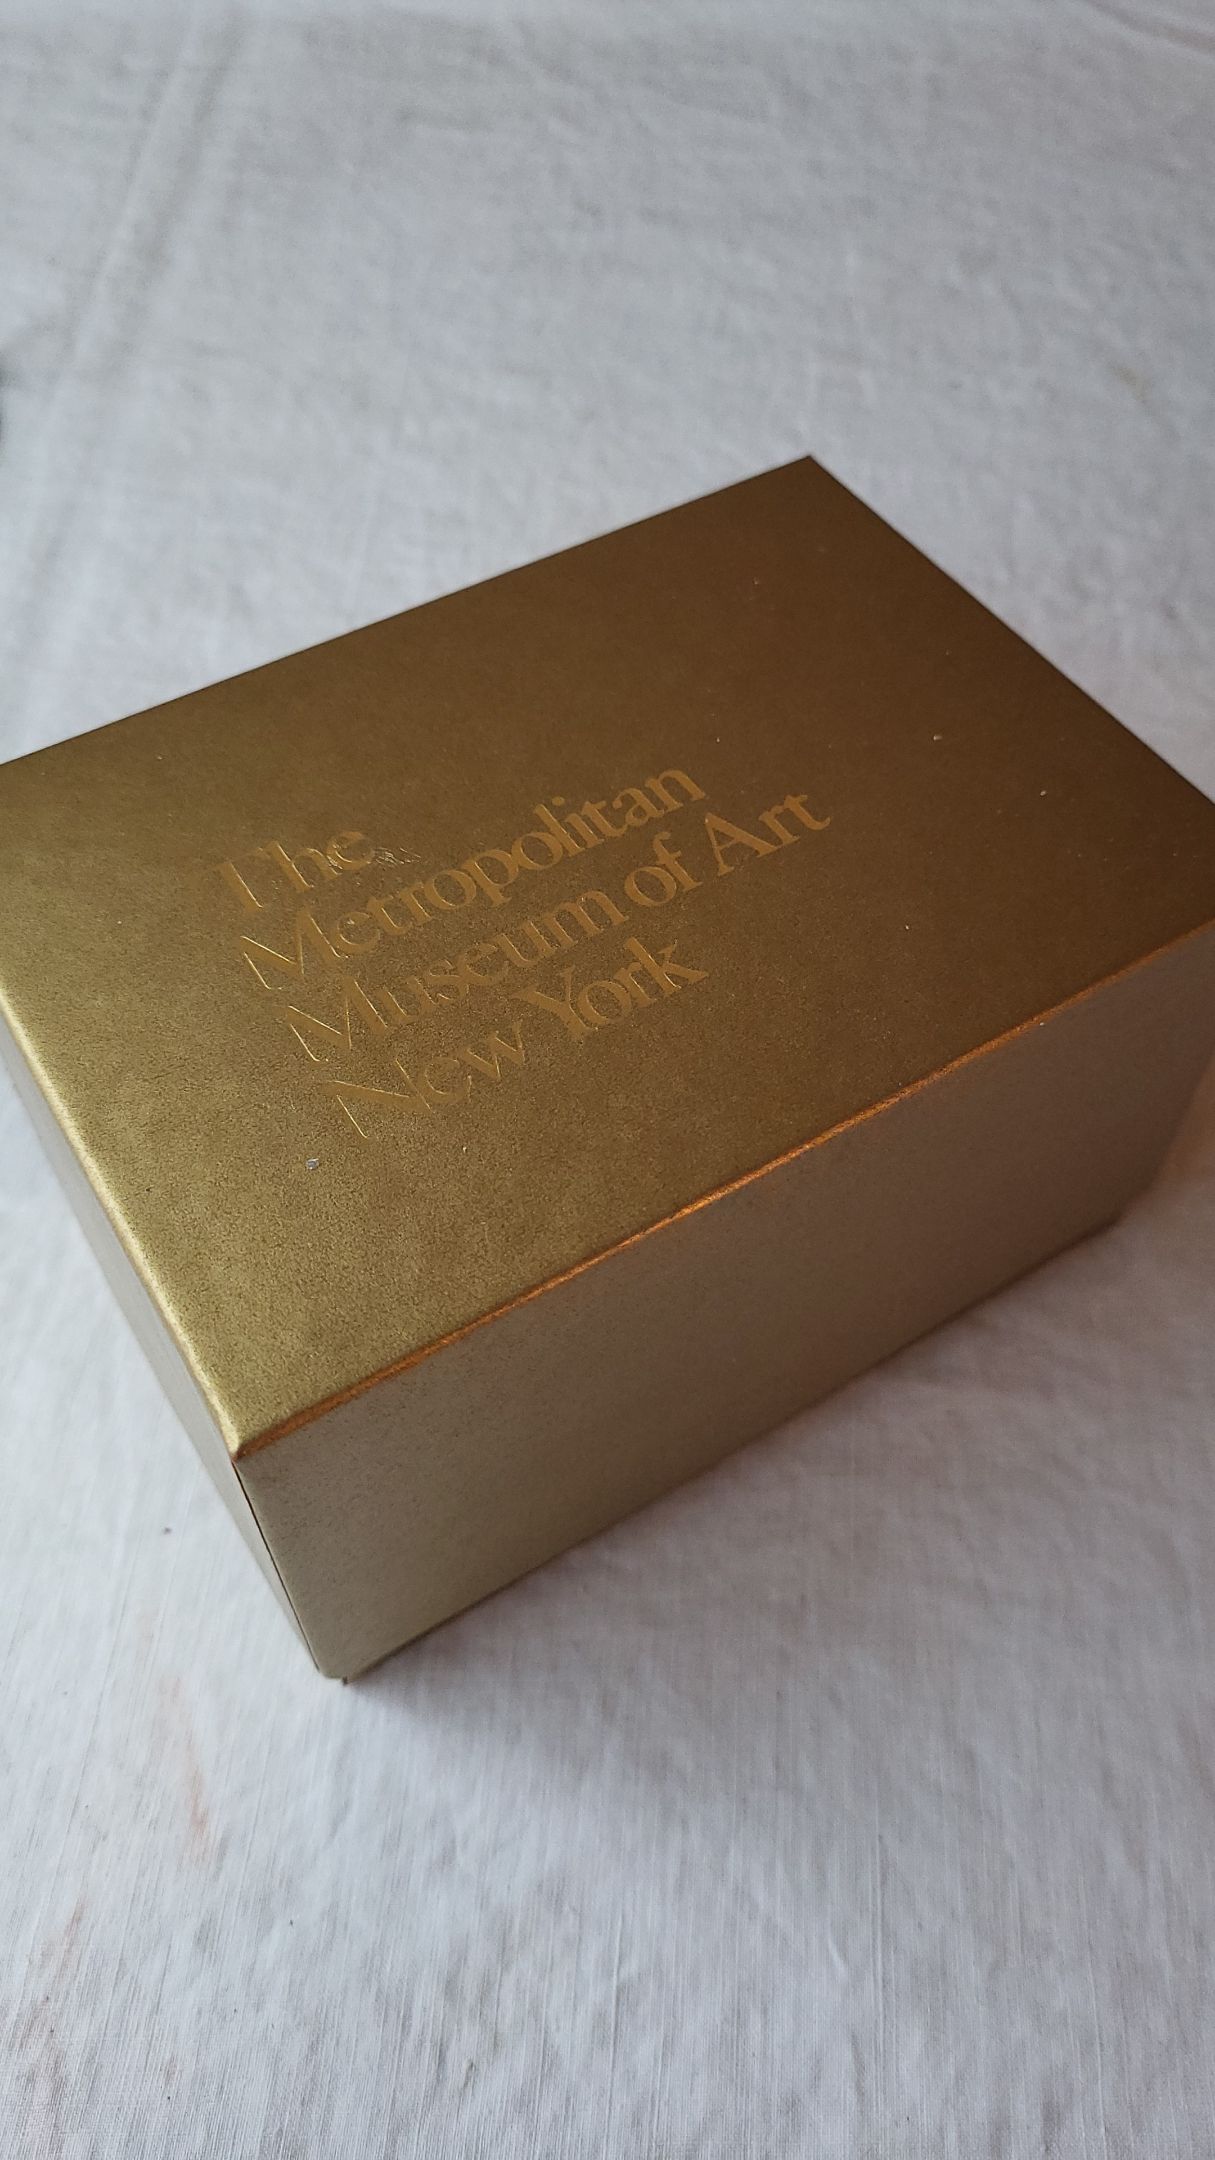 The
Metropolitan
Museum of Art
New York